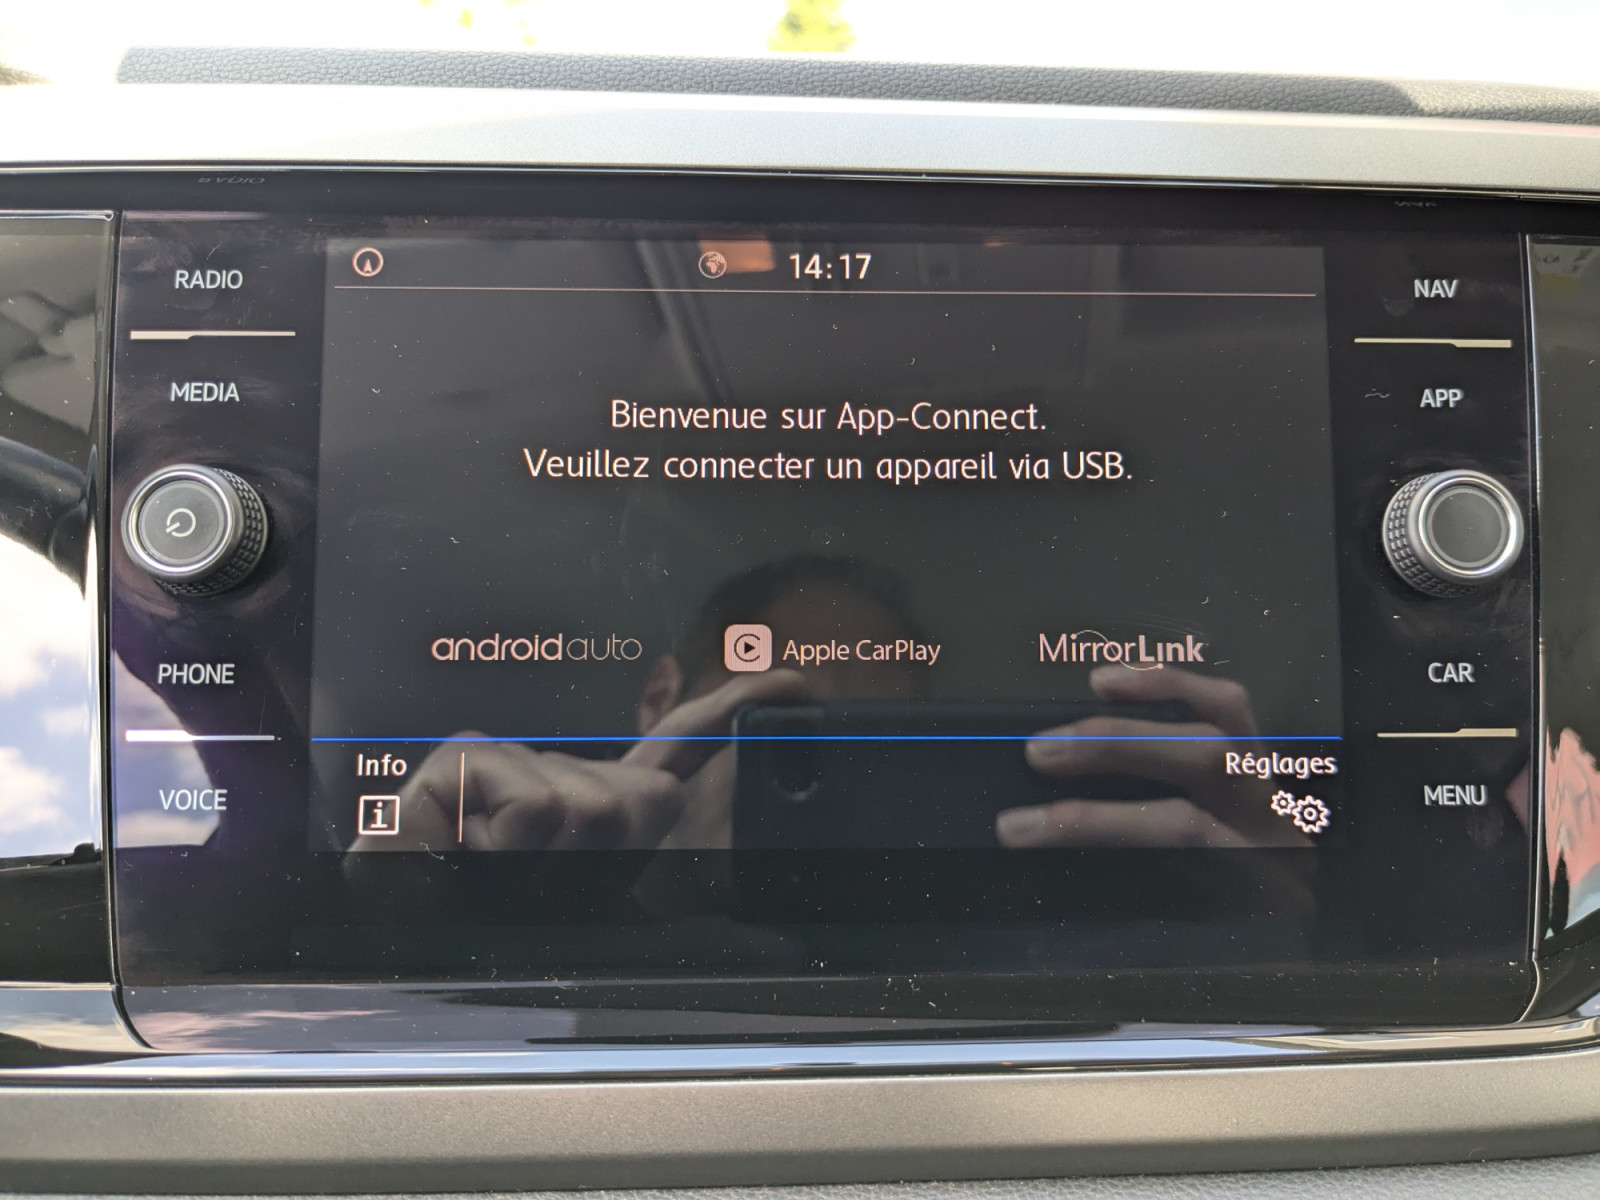 RADIO
MEDIA
PHONE
VOICE
14:17
Bienvenue sur App-Connect.
Veuillez connecter un appareil via USB.
androidauto
Apple CarPlay
MirrorLink
Info
i
Réglages
NAV
APP
CAR
MENU